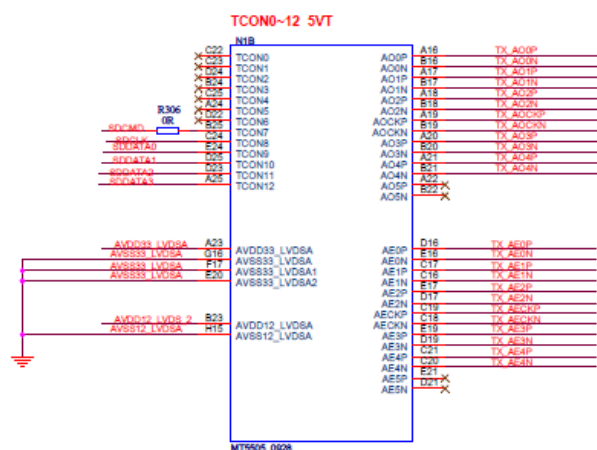 TCON0~12 5VT
N1B
C22 TCON0 AO0P A16 TX_AO0P
C23 TCON1 AO0N B16 TX_AO0N
D24 TCON2 AO1P A17 TX_AO1P
B24 TCON3 AO1N B17 TX_AO1N
C25 TCON4 AO2P A18 TX_AO2P
A24 TCON5 AO2N B18 TX_AO2N
R306 D22 TCON6 AOCKP A19 TX_AOCKP
SDCMD 0R B25 TCON7 AOCKN B19 TX_AOCKN
SDCLK C24 TCON8 AO3P A20 TX_AO3P
SDDATA0 E24 TCON9 AO3N B20 TX_AO3N
SDDATA1 D25 TCON10 AO4P A21 TX_AO4P
SDDATA2 D23 TCON11 AO4N B21 TX_AO4N
SDDATA3 A25 TCON12 AO5P A22
AO5N B22
AVDD33_LVDSA A23 AVDD33_LVDSA AE0P D16 TX_AE0P
AVSS33_LVDSA G16 AVSS33_LVDSA AE0N E16 TX_AE0N
AVSS33_LVDSA F17 AVSS33_LVDSA1 AE1P C17 TX_AE1P
AVSS33_LVDSA E20 AVSS33_LVDSA2 AE1N C16 TX_AE1N
AE2P E17 TX_AE2P
AE2N D17 TX_AE2N
AVDD12_LVDS_2 B23 AVDD12_LVDSA AECKP C19 TX_AECKP
AVSS12_LVDSA H15 AVSS12_LVDSA AECKN C18 TX_AECKN
AE3P E19 TX_AE3P
AE3N D19 TX_AE3N
AE4P C21 TX_AE4P
AE4N C20 TX_AE4N
AE5P E21
AE5N D21
MT5505_0928